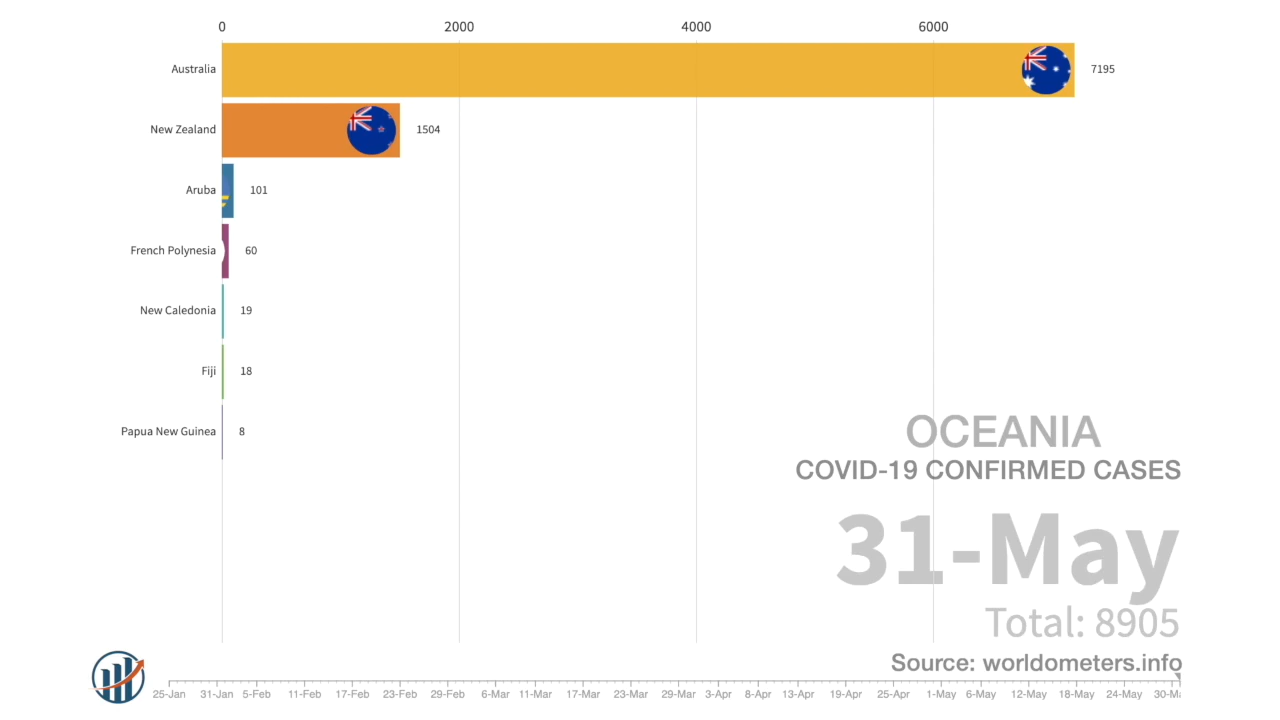 0 2000 4000 6000
Australia 7195
New Zealand 1504
Aruba 101
French Polynesia 60
New Caledonia 19
Fiji 18
Papua New Guinea 8
OCEANIA
COVID-19 CONFIRMED CASES
31-May
Total: 8905
Source: worldometers.info
25-Jan 31-Jan 5-Feb 11-Feb 17-Feb 23-Feb 29-Feb 6-Mar 11-Mar 17-Mar 23-Mar 29-Mar 3-Apr 8-Apr 13-Apr 19-Apr 25-Apr 1-May 6-May 12-May 18-May 24-May 30-Ma